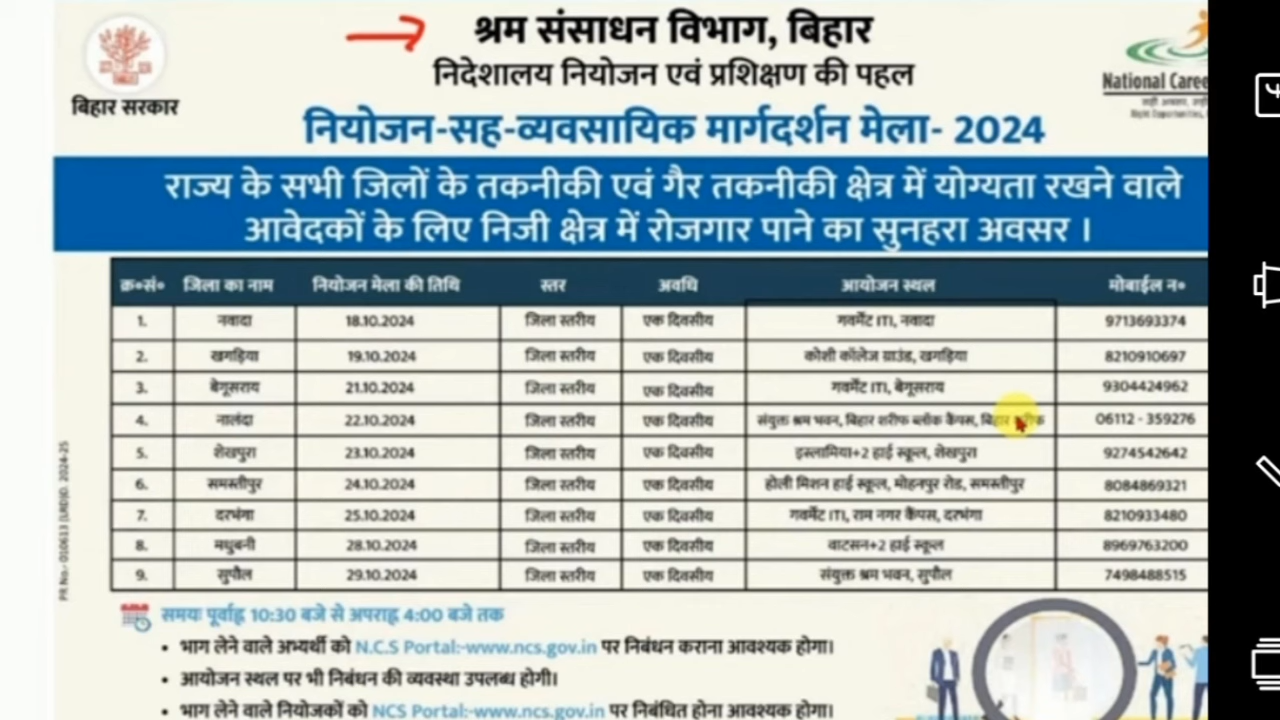 श्रम संसाधन विभाग, बिहार
निदेशालय नियोजन एवं प्रशिक्षण की पहल
बिहार सरकार
National Caree
नियोजन-सह-व्यवसायिक मार्गदर्शन मेला- 2024
राज्य के सभी जिलों के तकनीकी एवं गैर तकनीकी क्षेत्र में योग्यता रखने वाले
आवेदकों के लिए निजी क्षेत्र में रोजगार पाने का सुनहरा अवसर ।
क्र०सं० जिला का नाम नियोजन मेला की तिथि स्तर अवधि आयोजन स्थल मोबाईल न०
1. नवादा 18.10.2024 जिला स्तरीय एक दिवसीय गवर्मेंट ITI, नवादा 9713693374
2. खगड़िया 19.10.2024 जिला स्तरीय एक दिवसीय कोशी कॉलेज ग्राउंड, खगड़िया 8210910697
3. बेगूसराय 21.10.2024 जिला स्तरीय एक दिवसीय गवर्मेंट ITI, बेगूसराय 9304424962
4. नालंदा 22.10.2024 जिला स्तरीय एक दिवसीय संयुक्त श्रम भवन, बिहार शरीफ ब्लॉक कैंपस, बिहार शरीफ 06112 - 359276
5. शेखपुरा 23.10.2024 जिला स्तरीय एक दिवसीय इस्लामिया+2 हाई स्कूल, शेखपुरा 9274542642
6. समस्तीपुर 24.10.2024 जिला स्तरीय एक दिवसीय होली मिशन हाई स्कूल, मोहनपुर रोड, समस्तीपुर 8084869321
7. दरभंगा 25.10.2024 जिला स्तरीय एक दिवसीय गवर्मेंट ITI, राम नगर कैंपस, दरभंगा 8210933480
8. मधुबनी 28.10.2024 जिला स्तरीय एक दिवसीय वाटसन+2 हाई स्कूल 8969763200
9. सुपौल 29.10.2024 जिला स्तरीय एक दिवसीय संयुक्त श्रम भवन, सुपौल 7498488515
समयः पूर्वाह्न 10:30 बजे से अपराह्न 4:00 बजे तक
• भाग लेने वाले अभ्यर्थी को N.C.S Portal:-www.ncs.gov.in पर निबंधन कराना आवश्यक होगा।
• आयोजन स्थल पर भी निबंधन की व्यवस्था उपलब्ध होगी।
• भाग लेने वाले नियोजकों को NCS Portal:-www.ncs.gov.in पर निबंधित होना आवश्यक होगा।